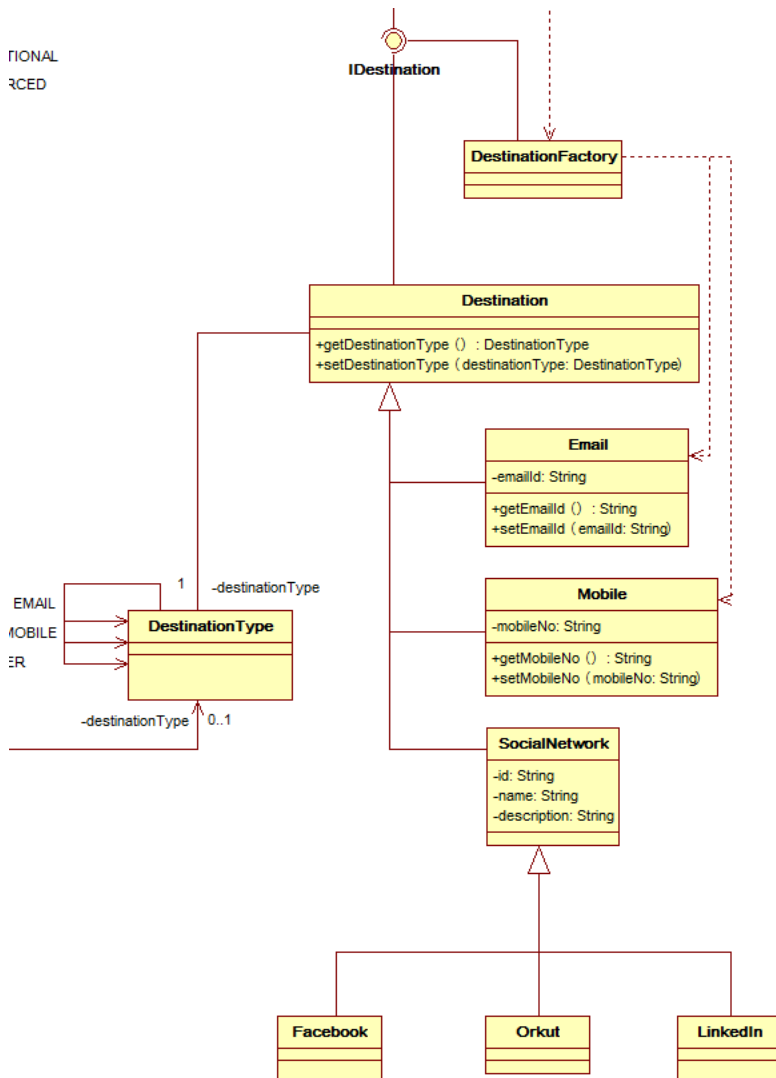 TIONAL
RCED
IDestination
DestinationFactory
Destination
+getDestinationType () : DestinationType
+setDestinationType (destinationType: DestinationType)
Email
-emailId: String
+getEmailId () : String
+setEmailId (emailId: String)
1
-destinationType
EMAIL
MOBILE
ER
DestinationType
-destinationType
0..1
Mobile
-mobileNo: String
+getMobileNo () : String
+setMobileNo (mobileNo: String)
SocialNetwork
-id: String
-name: String
-description: String
Facebook
Orkut
LinkedIn